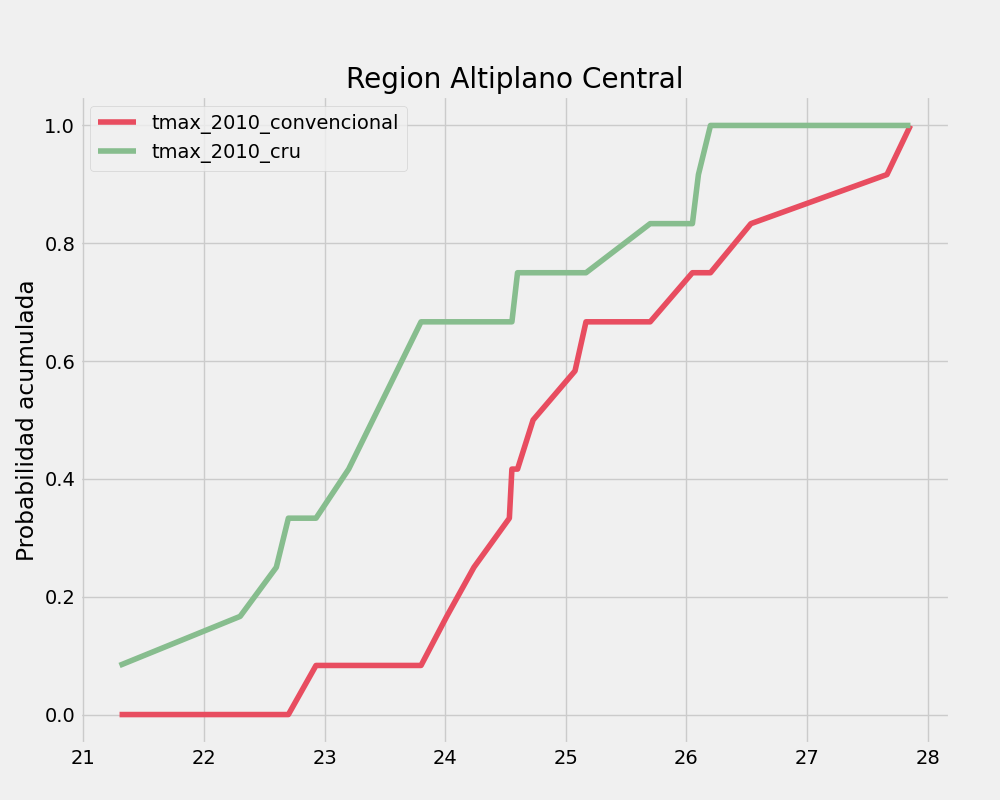 Region Altiplano Central
tmax_2010_convencional
tmax_2010_cru
Probabilidad acumulada
1.0
0.8
0.6
0.4
0.2
0.0
21 22 23 24 25 26 27 28